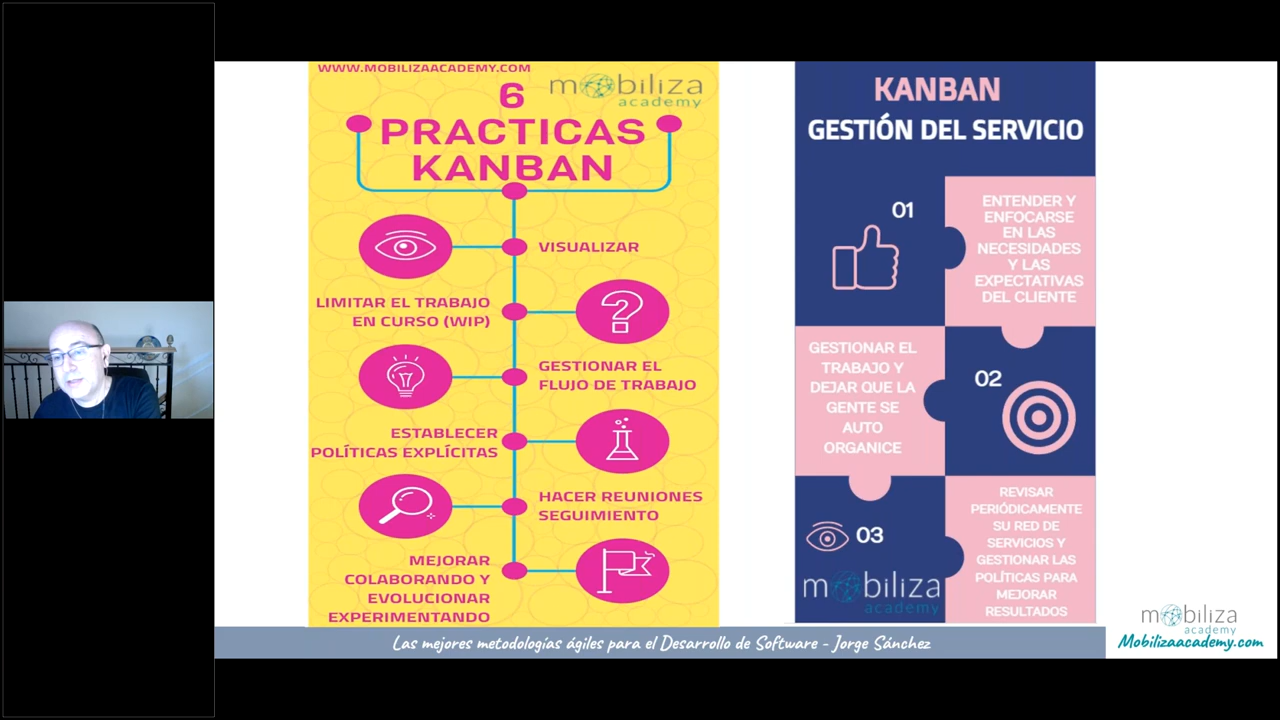 WWW.MOBILIZAACADEMY.COM
mobiliza
academy
6
PRACTICAS
KANBAN
VISUALIZAR
LIMITAR EL TRABAJO
EN CURSO (WIP)
GESTIONAR EL
FLUJO DE TRABAJO
ESTABLECER
POLÍTICAS EXPLÍCITAS
HACER REUNIONES
SEGUIMIENTO
MEJORAR
COLABORANDO Y
EVOLUCIONAR
EXPERIMENTANDO
KANBAN
GESTIÓN DEL SERVICIO
01
ENTENDER Y
ENFOCARSE
EN LAS
NECESIDADES
Y LAS
EXPECTATIVAS
DEL CLIENTE
GESTIONAR EL
TRABAJO Y
DEJAR QUE LA
GENTE SE
AUTO
ORGANICE
02
03
mobiliza
academy
REVISAR
PERIÓDICAMENTE
SU RED DE
SERVICIOS Y
GESTIONAR LAS
POLÍTICAS PARA
MEJORAR
RESULTADOS
Las mejores metodologías ágiles para el Desarrollo de Software - Jorge Sánchez
mobiliza
academy
Mobilizaacademy.com